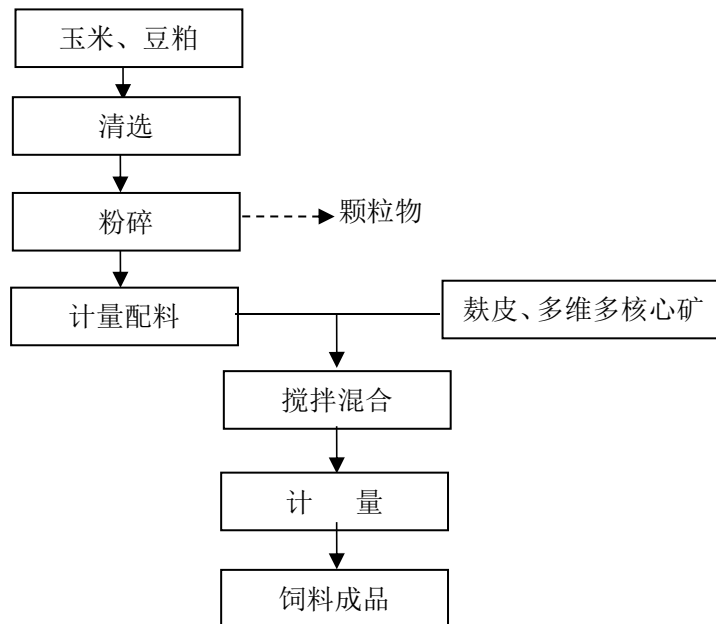 玉米、豆粕
清选
粉碎
颗粒物
计量配料
麸皮、多维多核心矿
搅拌混合
计 量
饲料成品